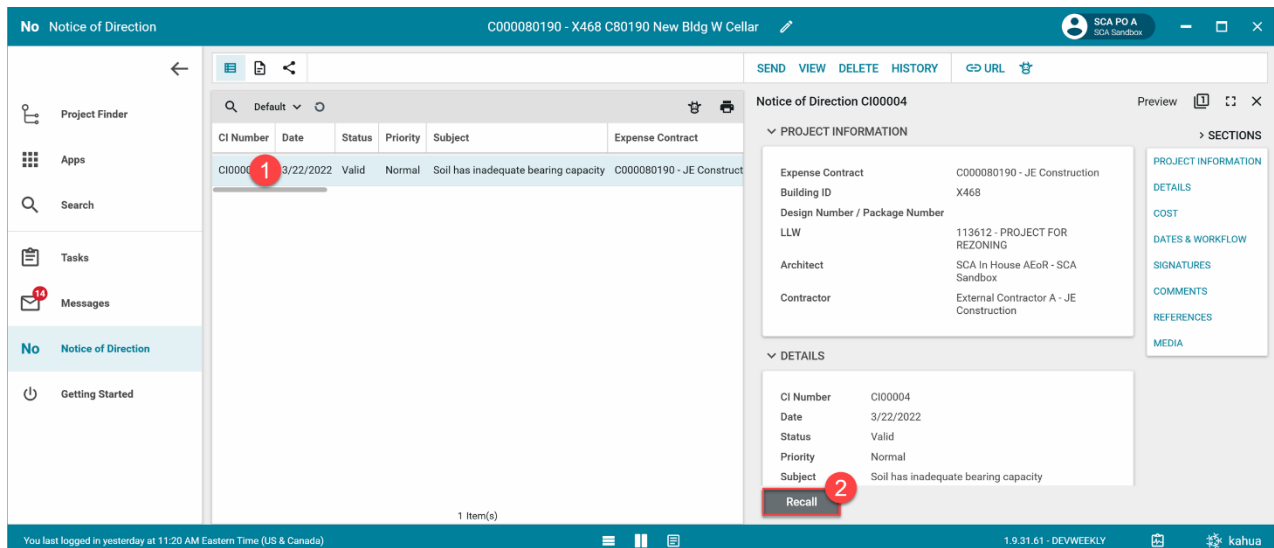 No Notice of Direction
C000080190 - X468 C80190 New Bldg W Cellar
SCA PO A
SCA Sandbox
Project Finder
Apps
Search
Tasks
14
Messages
No Notice of Direction
Getting Started
Default
CI Number Date Status Priority Subject Expense Contract
CI000 1 3/22/2022 Valid Normal Soil has inadequate bearing capacity C000080190 - JE Construct
1 Item(s)
SEND VIEW DELETE HISTORY URL
Notice of Direction CI00004
Preview 1
PROJECT INFORMATION
Expense Contract C000080190 - JE Construction
Building ID X468
Design Number / Package Number
LLW 113612 - PROJECT FOR
REZONING
Architect SCA In House AEoR - SCA
Sandbox
Contractor External Contractor A - JE
Construction
DETAILS
CI Number CI00004
Date 3/22/2022
Status Valid
Priority Normal
Subject Soil has inadequate bearing capacity
Recall 2
> SECTIONS
PROJECT INFORMATION
DETAILS
COST
DATES & WORKFLOW
SIGNATURES
COMMENTS
REFERENCES
MEDIA
You last logged in yesterday at 11:20 AM Eastern Time (US & Canada)
1.9.31.61 - DEVWEEKLY
kahua